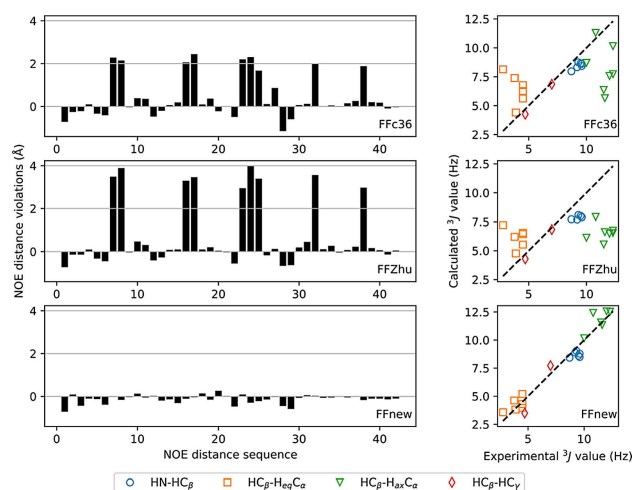 4
2
0
FFc36
4
2
0
FFZhu
4
2
0
FFnew
0 10 20 30 40
NOE distance sequence
NOE distance violations (Å)
12.5
10.0
7.5
5.0
2.5
FFc36
12.5
10.0
7.5
5.0
2.5
FFZhu
12.5
10.0
7.5
5.0
2.5
FFnew
5 10
Experimental ³J value (Hz)
Calculated ³J value (Hz)
HN-HCβ HCβ-HeqCα HCβ-HaxCα HCβ-HCγ